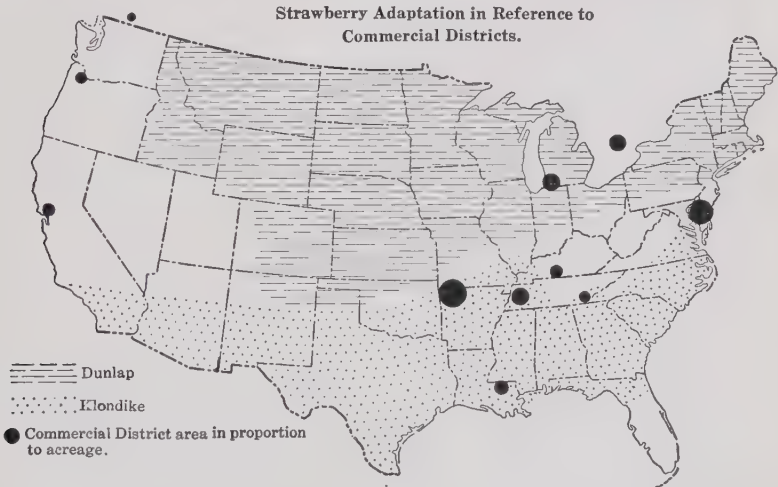 Strawberry Adaptation in Reference to
Commercial Districts.
Dunlap
Klondike
Commercial District area in proportion
to acreage.